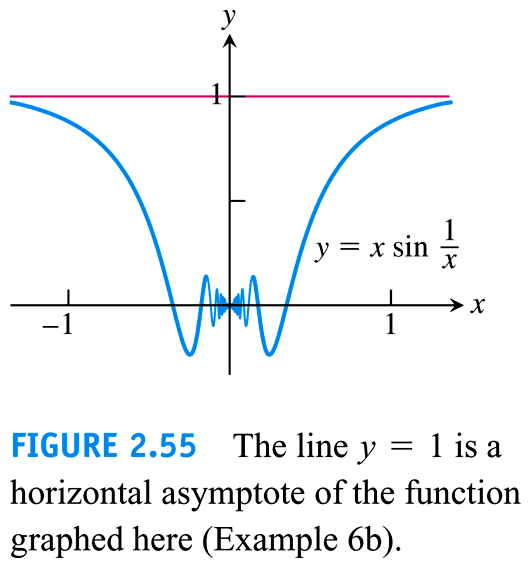 y
1
y = x sin 1/x
−1
1
x
FIGURE 2.55 The line y = 1 is a
horizontal asymptote of the function
graphed here (Example 6b).